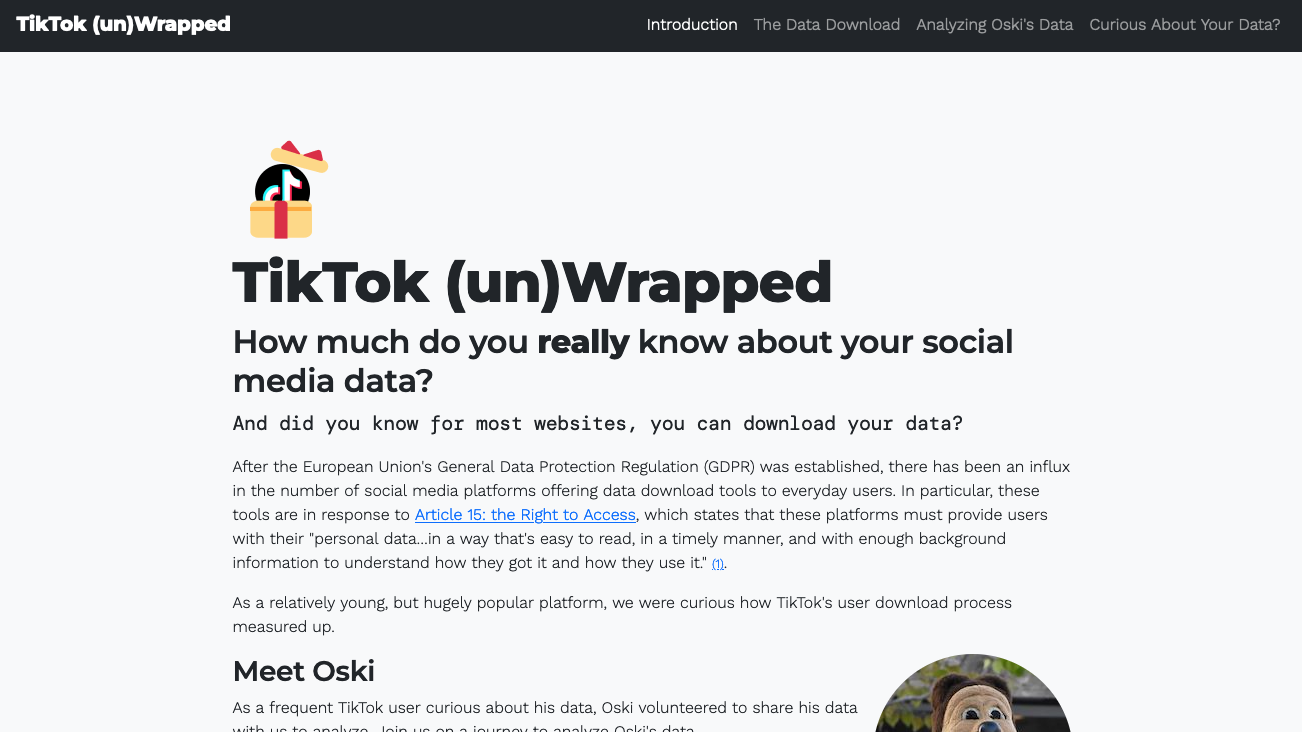 TikTok (un)Wrapped
Introduction The Data Download Analyzing Oski's Data Curious About Your Data?
TikTok (un)Wrapped
How much do you really know about your social
media data?
And did you know for most websites, you can download your data?
After the European Union's General Data Protection Regulation (GDPR) was established, there has been an influx
in the number of social media platforms offering data download tools to everyday users. In particular, these
tools are in response to Article 15: the Right to Access, which states that these platforms must provide users
with their "personal data...in a way that's easy to read, in a timely manner, and with enough background
information to understand how they got it and how they use it." (1).
As a relatively young, but hugely popular platform, we were curious how TikTok's user download process
measured up.
Meet Oski
As a frequent TikTok user curious about his data, Oski volunteered to share his data
with us to analyze. Join us on a journey to analyze Oski's data.